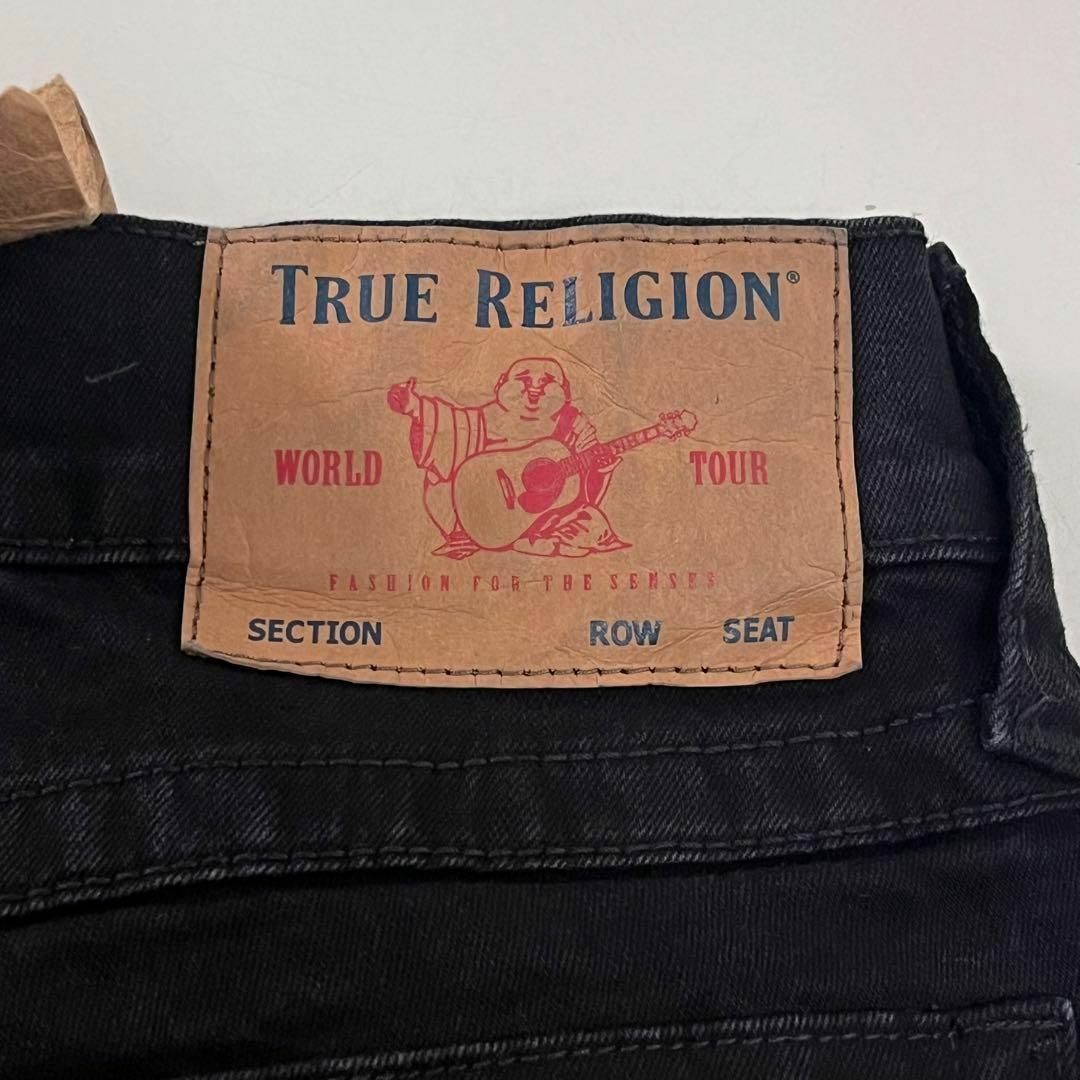 TRUE RELIGION®
WORLD TOUR
FASHION FOR THE SENSES
SECTION ROW SEAT